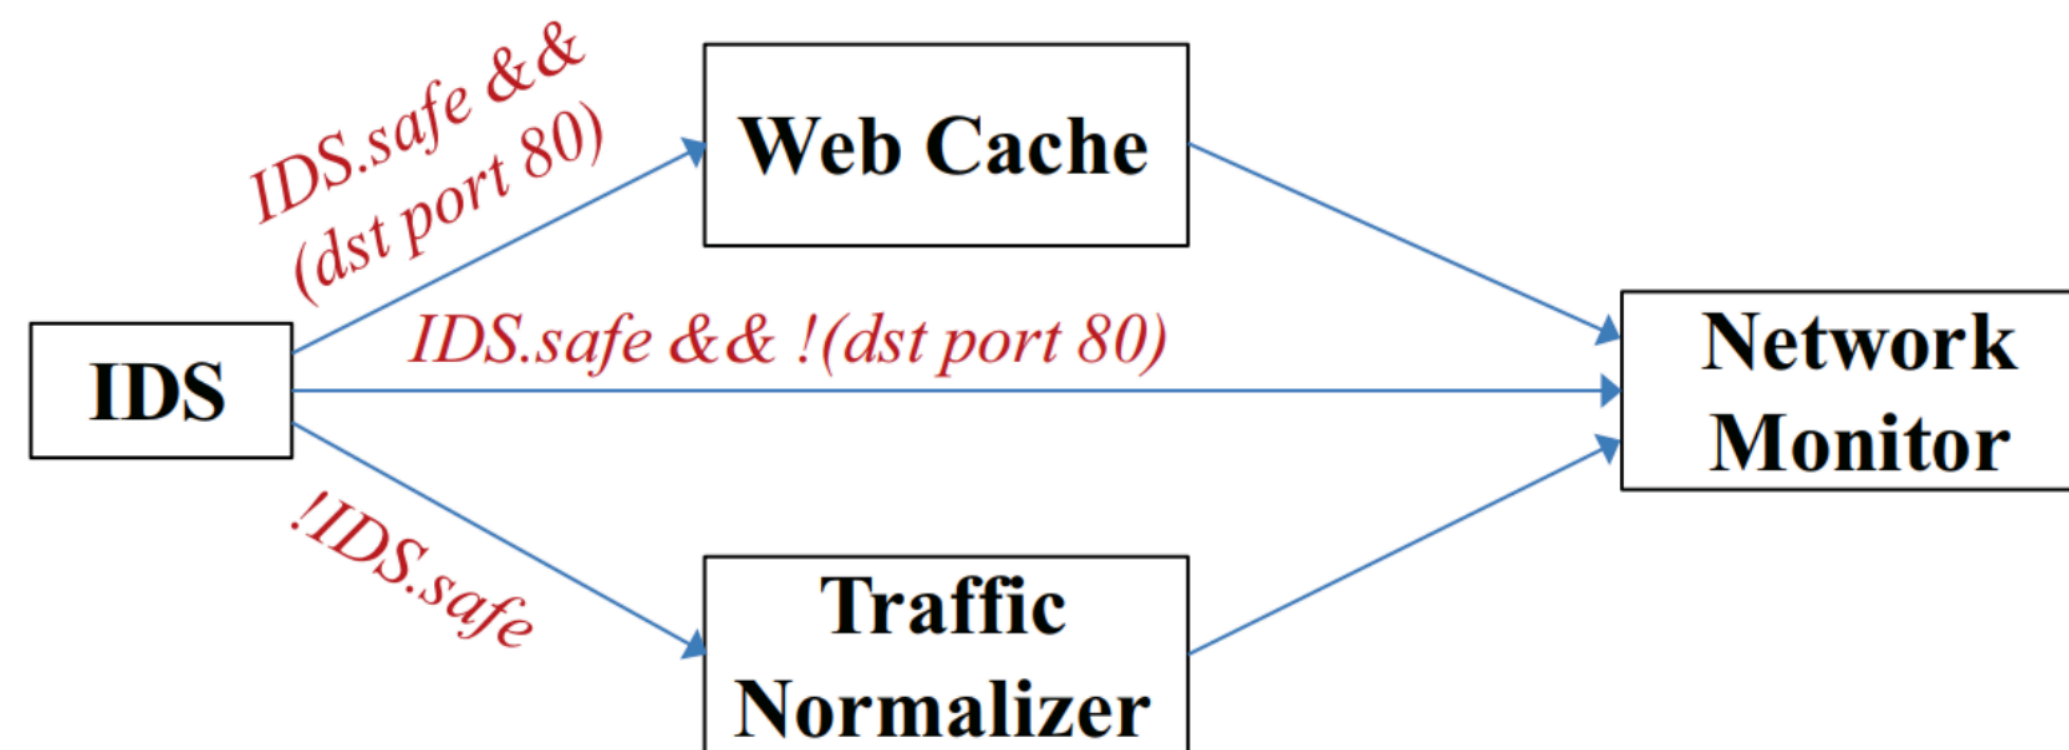 IDS.safe &&
(dst port 80)
Web Cache
IDS.safe && !(dst port 80)
IDS
Network
Monitor
!IDS.safe
Traffic
Normalizer